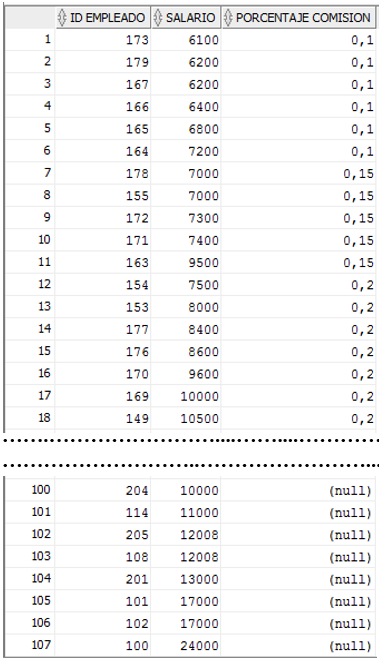 ID EMPLEADO SALARIO PORCENTAJE COMISION
1 173 6100 0,1
2 179 6200 0,1
3 167 6200 0,1
4 166 6400 0,1
5 165 6800 0,1
6 164 7200 0,1
7 178 7000 0,15
8 155 7000 0,15
9 172 7300 0,15
10 171 7400 0,15
11 163 9500 0,15
12 154 7500 0,2
13 153 8000 0,2
14 177 8400 0,2
15 176 8600 0,2
16 170 9600 0,2
17 169 10000 0,2
18 149 10500 0,2
100 204 10000 (null)
101 114 11000 (null)
102 205 12008 (null)
103 108 12008 (null)
104 201 13000 (null)
105 101 17000 (null)
106 102 17000 (null)
107 100 24000 (null)